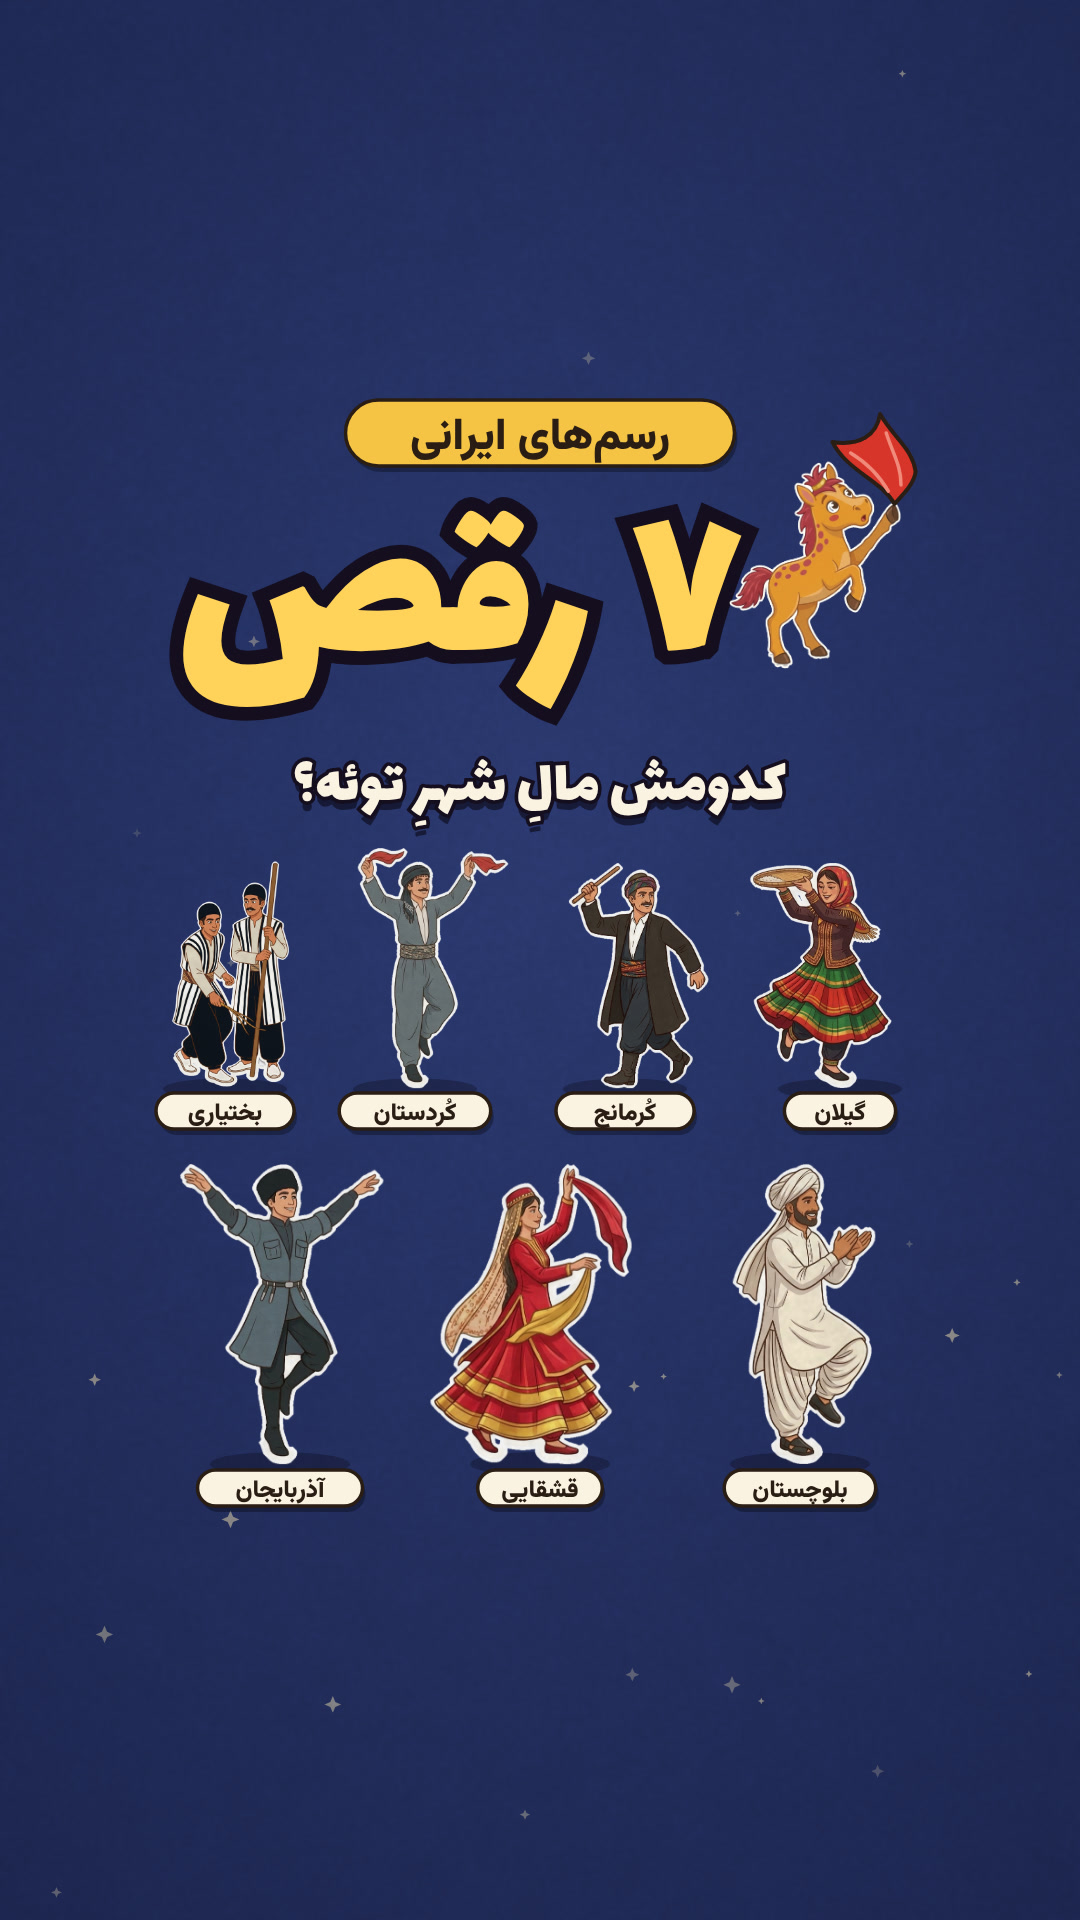 رسم‌های ایرانی
۷ رقص
کدومش مالِ شهرِ توئه؟
گیلان
کُرمانج
کُردستان
بختیاری
بلوچستان
قشقایی
آذربایجان